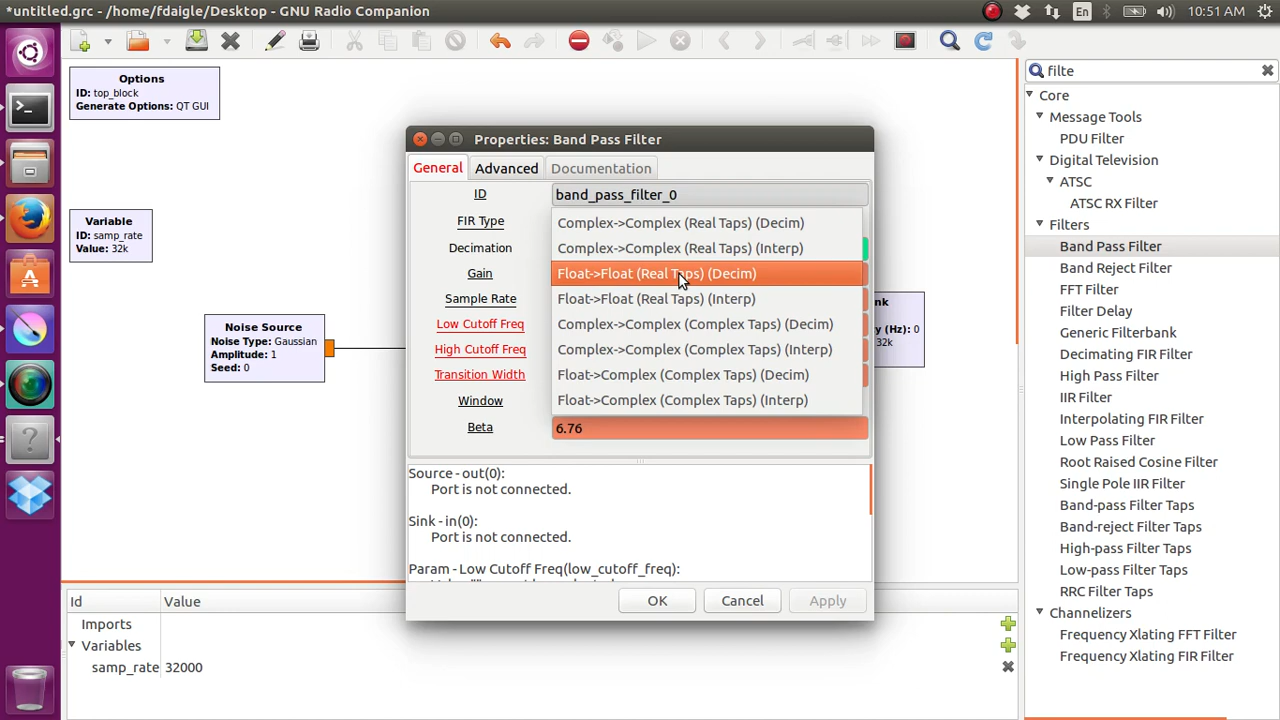 *untitled.grc - /home/fdaigle/Desktop - GNU Radio Companion
En
10:51 AM
Options
ID: top_block
Generate Options: QT GUI
Variable
ID: samp_rate
Value: 32k
Noise Source
Noise Type: Gaussian
Amplitude: 1
Seed: 0
nk
y (Hz): 0
32k
Properties: Band Pass Filter
General
Advanced
Documentation
ID
band_pass_filter_0
FIR Type
Decimation
Gain
Sample Rate
Low Cutoff Freq
High Cutoff Freq
Transition Width
Window
Beta
6.76
Complex->Complex (Real Taps) (Decim)
Complex->Complex (Real Taps) (Interp)
Float->Float (Real Taps) (Decim)
Float->Float (Real Taps) (Interp)
Complex->Complex (Complex Taps) (Decim)
Complex->Complex (Complex Taps) (Interp)
Float->Complex (Complex Taps) (Decim)
Float->Complex (Complex Taps) (Interp)
Source - out(0):
Port is not connected.
Sink - in(0):
Port is not connected.
Param - Low Cutoff Freq(low_cutoff_freq):
OK
Cancel
Apply
Id
Value
Imports
Variables
samp_rate
32000
filte
Core
Message Tools
PDU Filter
Digital Television
ATSC
ATSC RX Filter
Filters
Band Pass Filter
Band Reject Filter
FFT Filter
Filter Delay
Generic Filterbank
Decimating FIR Filter
High Pass Filter
IIR Filter
Interpolating FIR Filter
Low Pass Filter
Root Raised Cosine Filter
Single Pole IIR Filter
Band-pass Filter Taps
Band-reject Filter Taps
High-pass Filter Taps
Low-pass Filter Taps
RRC Filter Taps
Channelizers
Frequency Xlating FFT Filter
Frequency Xlating FIR Filter